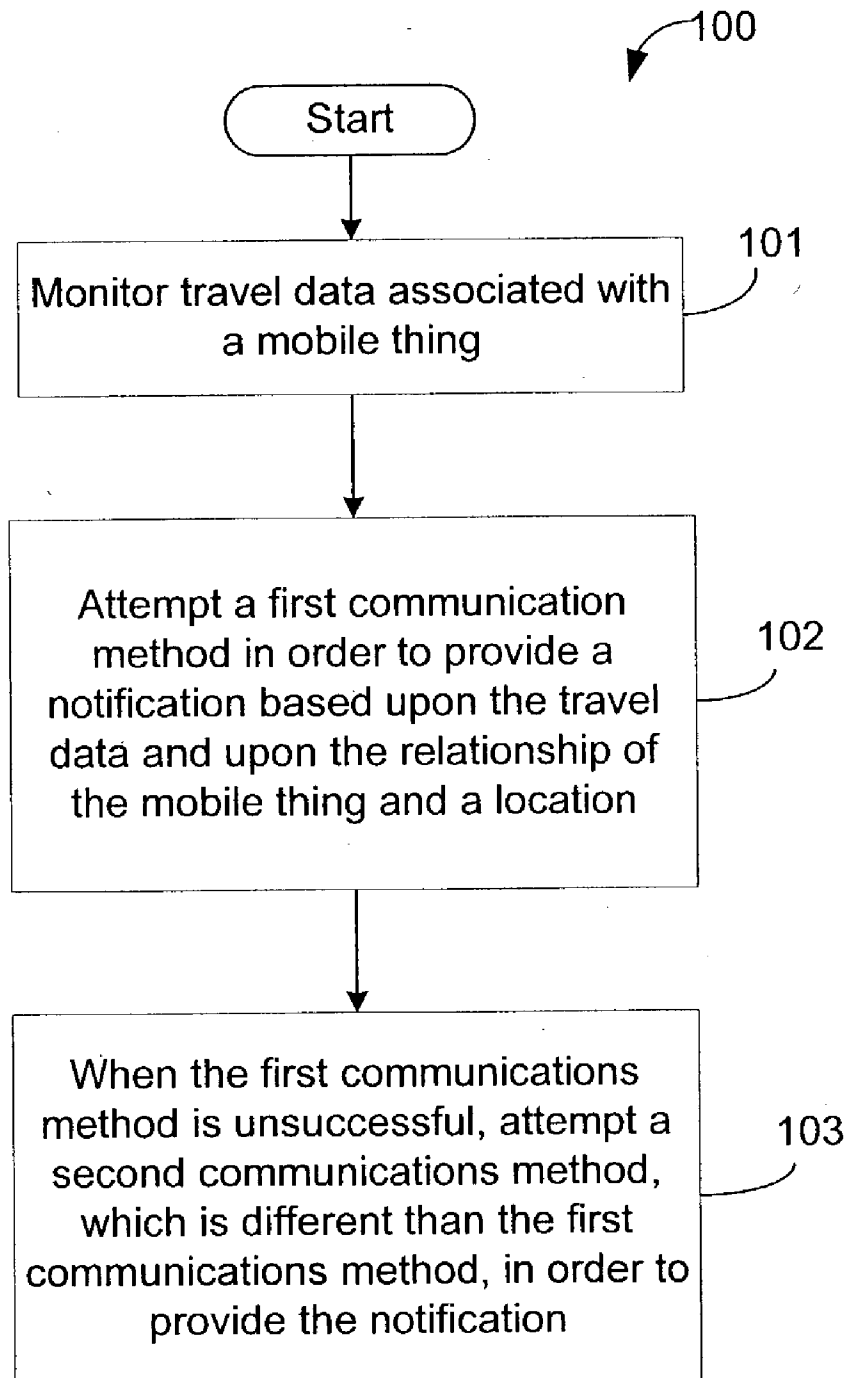 100
Start
101
Monitor travel data associated with
a mobile thing
102
Attempt a first communication
method in order to provide a
notification based upon the travel
data and upon the relationship of
the mobile thing and a location
103
When the first communications
method is unsuccessful, attempt a
second communications method,
which is different than the first
communications method, in order to
provide the notification